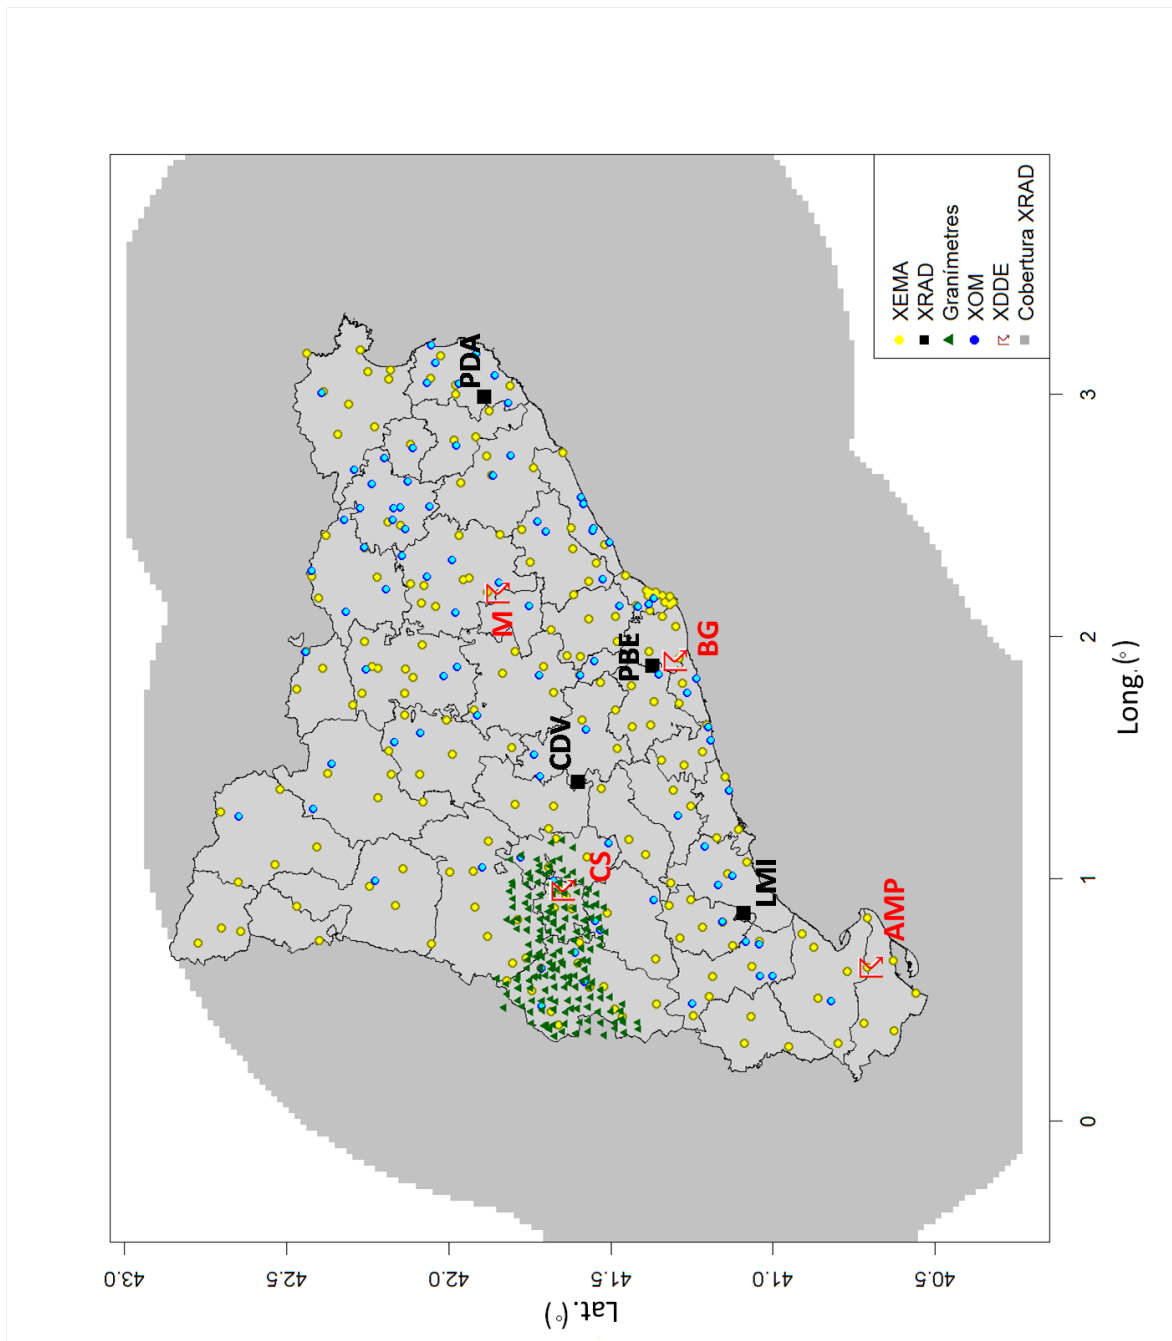 43.0
42.5
42.0
41.5
41.0
40.5
Lat.(°)
0
1
2
3
Long.(°)
PDA
M
PBE
BG
CDV
CS
LMI
AMP
XEMA
XRAD
Granímetres
XOM
XDDE
Cobertura XRAD